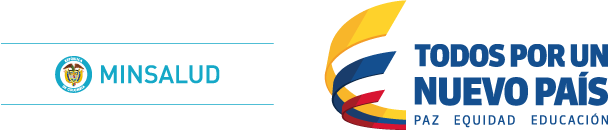 MINSALUD
TODOS POR UN
NUEVO PAÍS
PAZ EQUIDAD EDUCACIÓN